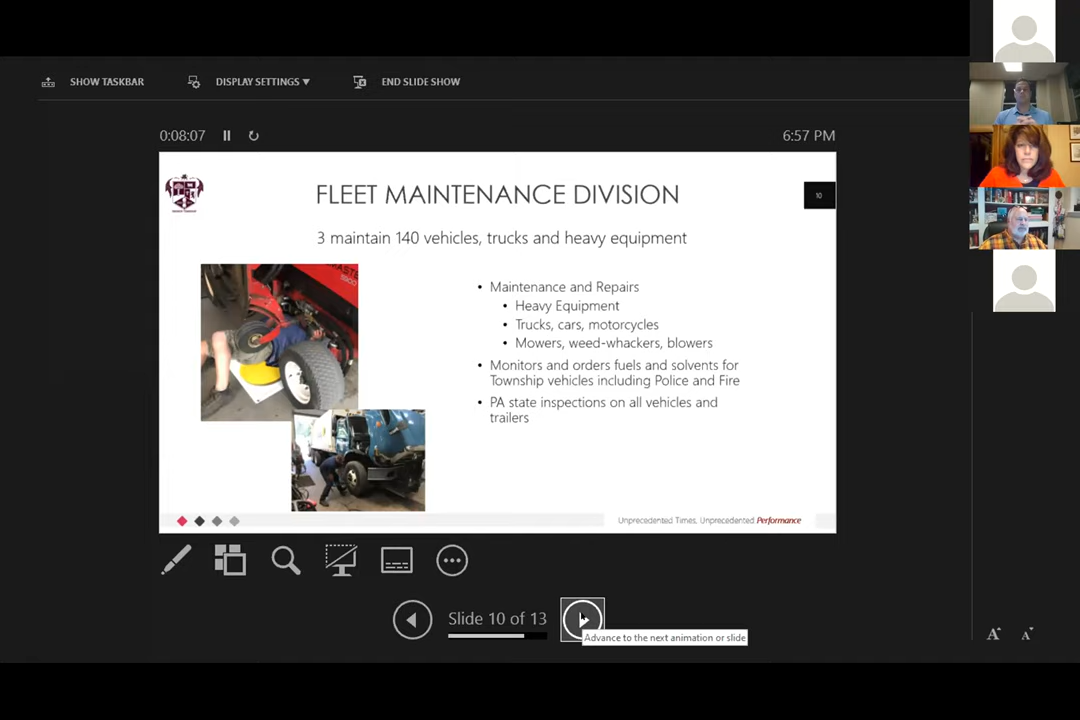 SHOW TASKBAR
DISPLAY SETTINGS ▼
END SLIDE SHOW
0:08:07
6:57 PM
FLEET MAINTENANCE DIVISION
10
3 maintain 140 vehicles, trucks and heavy equipment
• Maintenance and Repairs
• Heavy Equipment
• Trucks, cars, motorcycles
• Mowers, weed-whackers, blowers
• Monitors and orders fuels and solvents for
Township vehicles including Police and Fire
• PA state inspections on all vehicles and
trailers
Unprecedented Times, Unprecedented Performance
Slide 10 of 13
Advance to the next animation or slide
A A